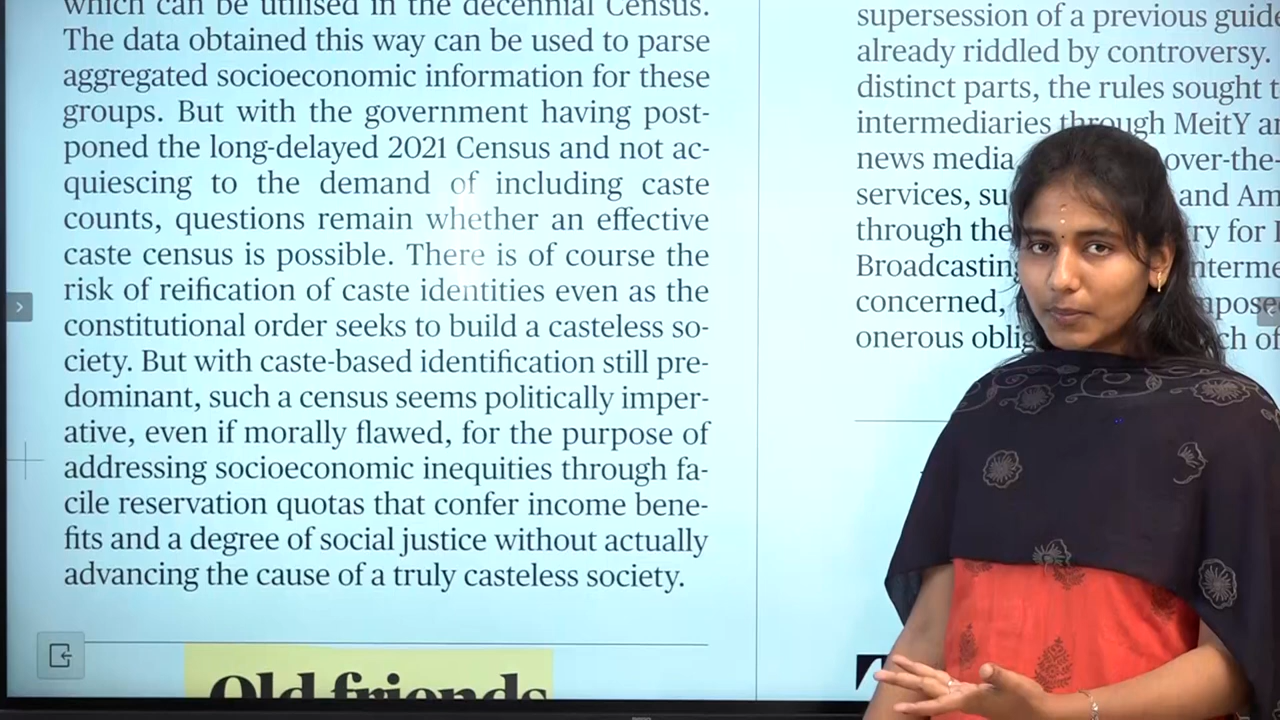 which can be utilised in the decennial Census.
The data obtained this way can be used to parse
aggregated socioeconomic information for these
groups. But with the government having post-
poned the long-delayed 2021 Census and not ac-
quiescing to the demand of including caste
counts, questions remain whether an effective
caste census is possible. There is of course the
risk of reification of caste identities even as the
constitutional order seeks to build a casteless so-
ciety. But with caste-based identification still pre-
dominant, such a census seems politically imper-
ative, even if morally flawed, for the purpose of
addressing socioeconomic inequities through fa-
cile reservation quotas that confer income bene-
fits and a degree of social justice without actually
advancing the cause of a truly casteless society.
Old friends
supersession of a previous guide
already riddled by controversy.
distinct parts, the rules sought t
intermediaries through MeitY a
news media over-the-
services, su and Am
through the ry for I
Broadcasting nterme
concerned, mpose
onerous oblig ch of